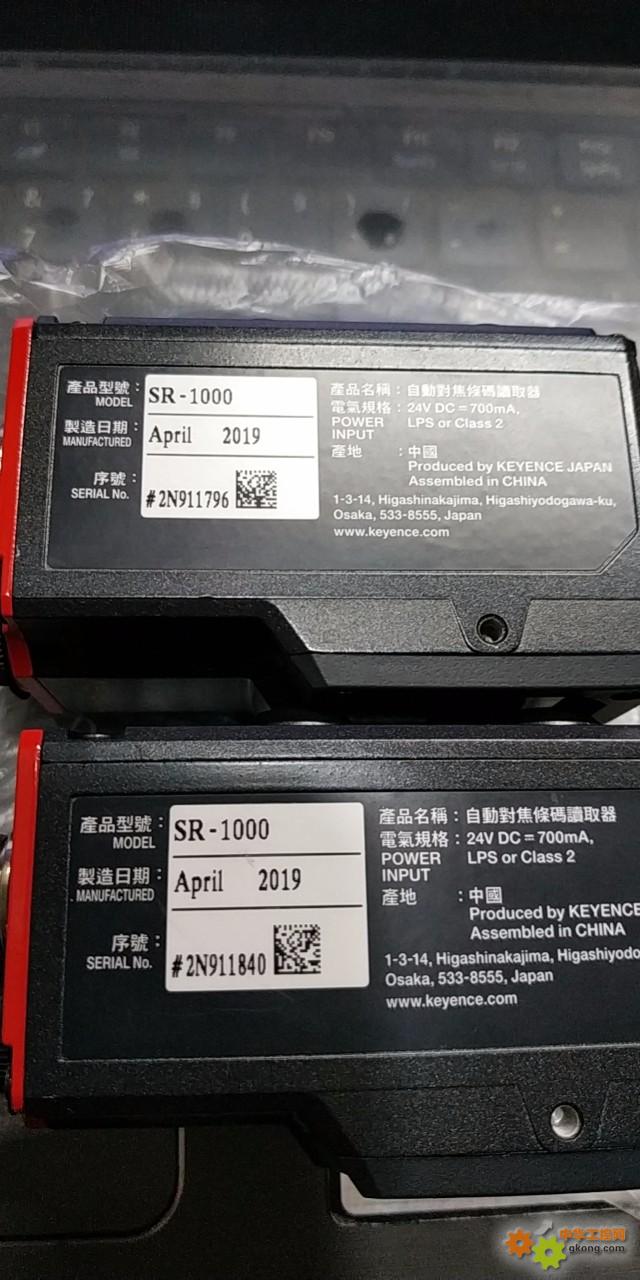 產品型號：
MODEL
SR-1000
製造日期：
MANUFACTURED
April 2019
序號：
SERIAL No.
#2N911796
產品名稱：自動對焦條碼讀取器
電氣規格：24V DC＝700mA,
POWER LPS or Class 2
INPUT
產地 ：中國
Produced by KEYENCE JAPAN
Assembled in CHINA
1-3-14, Higashinakajima, Higashiyodogawa-ku,
Osaka, 533-8555, Japan
www.keyence.com
產品型號：
MODEL
SR-1000
製造日期：
MANUFACTURED
April 2019
序號：
SERIAL No.
#2N911840
產品名稱：自動對焦條碼讀取器
電氣規格：24V DC＝700mA,
POWER LPS or Class 2
INPUT
產地 ：中國
Produced by KEYENCE
Assembled in CHINA
1-3-14, Higashinakajima, Higashiyodo
Osaka, 533-8555, Japan
www.keyence.com
中华工控网
gkong.com